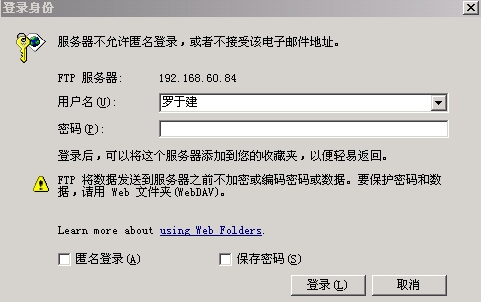 登录身份
服务器不允许匿名登录，或者不接受该电子邮件地址。
FTP 服务器: 192.168.60.84
用户名(U): 罗于建
密码(P):
登录后，可以将这个服务器添加到您的收藏夹，以便轻易返回。
FTP 将数据发送到服务器之前不加密或编码密码或数据。要保护密码和数
据，请用 Web 文件夹(WebDAV)。
Learn more about using Web Folders.
匿名登录(A) 保存密码(S)
登录(L) 取消